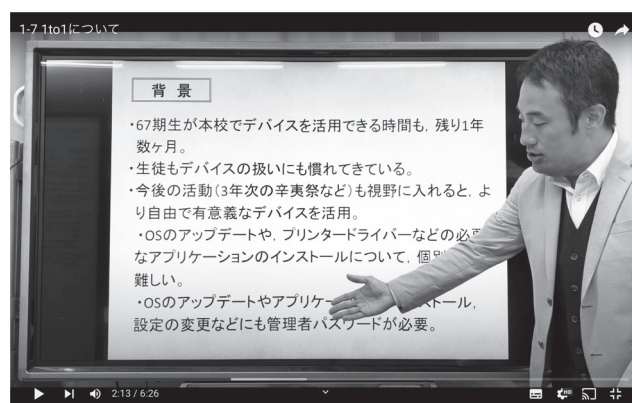 1-7 1to1について
背 景
・67期生が本校でデバイスを活用できる時間も，残り1年
数ヶ月。
・生徒もデバイスの扱いにも慣れてきている。
・今後の活動（3年次の辛夷祭など）も視野に入れると，よ
り自由で有意義なデバイスを活用。
・OSのアップデートや，プリンタードライバーなどの必要
なアプリケーションのインストールについて，個別
難しい。
・OSのアップデートやアプリケー ストール，
設定の変更などにも管理者パスワードが必要。
2:13 / 6:26
HD